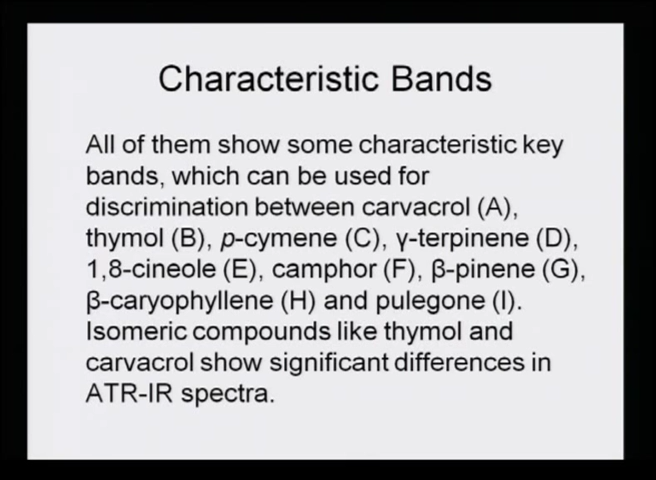 Characteristic Bands
All of them show some characteristic key
bands, which can be used for
discrimination between carvacrol (A),
thymol (B), p-cymene (C), γ-terpinene (D),
1,8-cineole (E), camphor (F), β-pinene (G),
β-caryophyllene (H) and pulegone (I).
Isomeric compounds like thymol and
carvacrol show significant differences in
ATR-IR spectra.